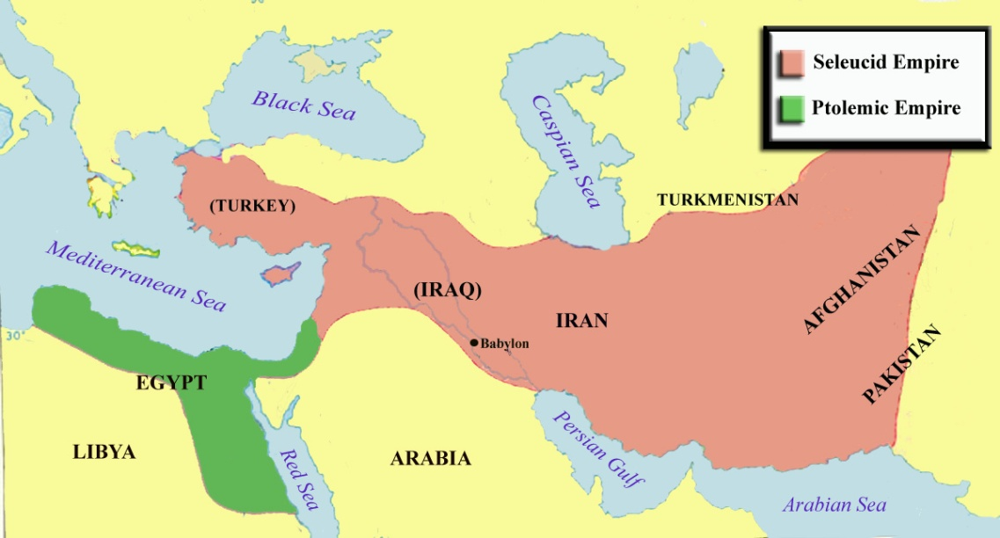 Seleucid Empire
Ptolemic Empire
Black Sea
Caspian Sea
TURKMENISTAN
(TURKEY)
Mediterranean Sea
(IRAQ)
IRAN
AFGHANISTAN
30°
Babylon
PAKISTAN
EGYPT
LIBYA
ARABIA
Red Sea
Persian Gulf
Arabian Sea